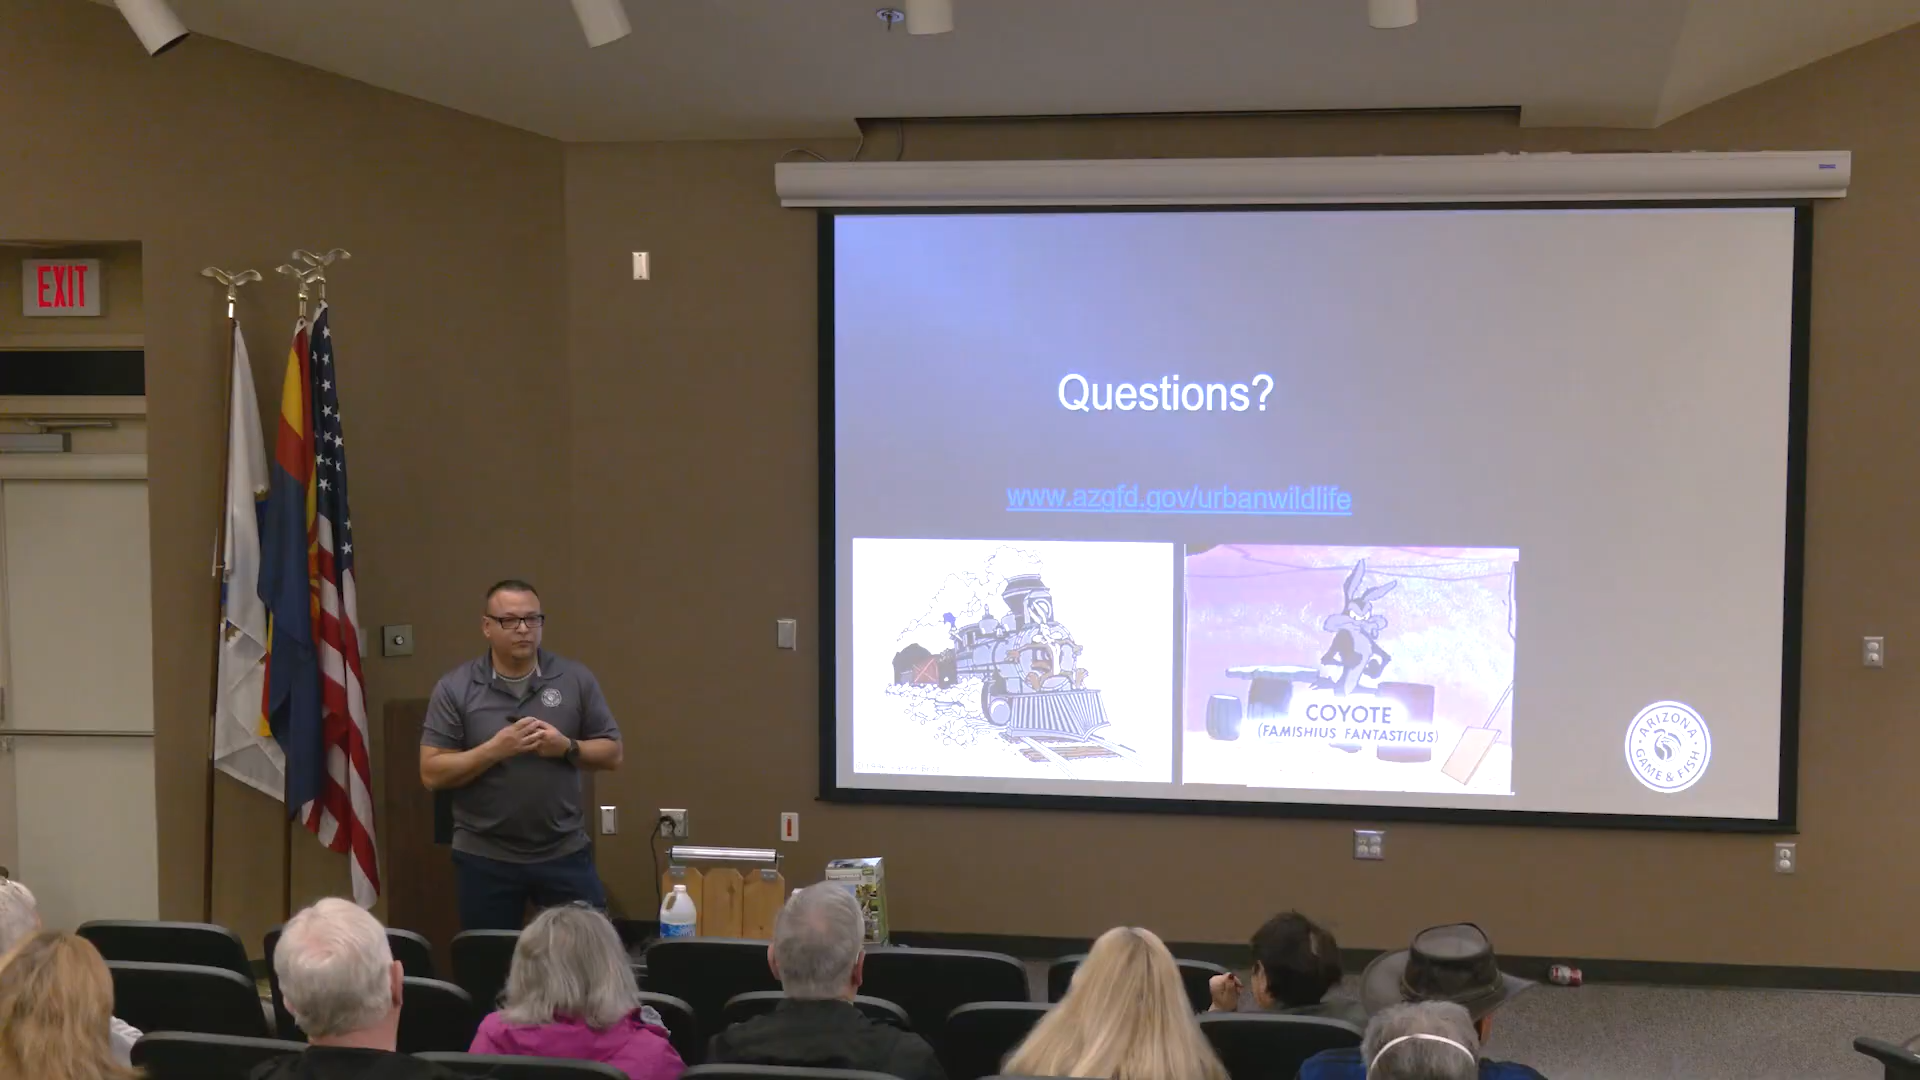 EXIT
Questions?
www.azgfd.gov/urbanwildlife
COYOTE
(FAMISHIUS FANTASTICUS)
ARIZONA
GAME & FISH